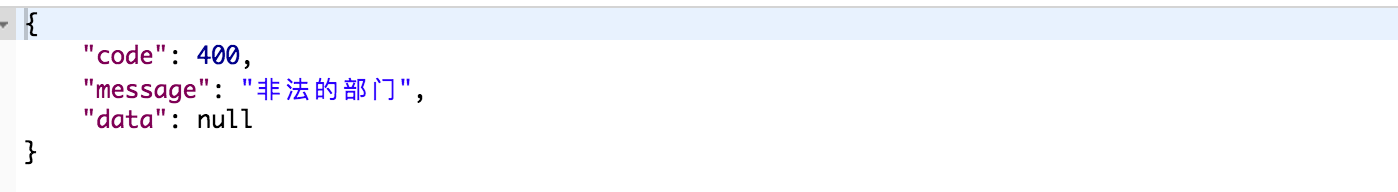 {
    "code": 400,
    "message": "非法的部门",
    "data": null
}